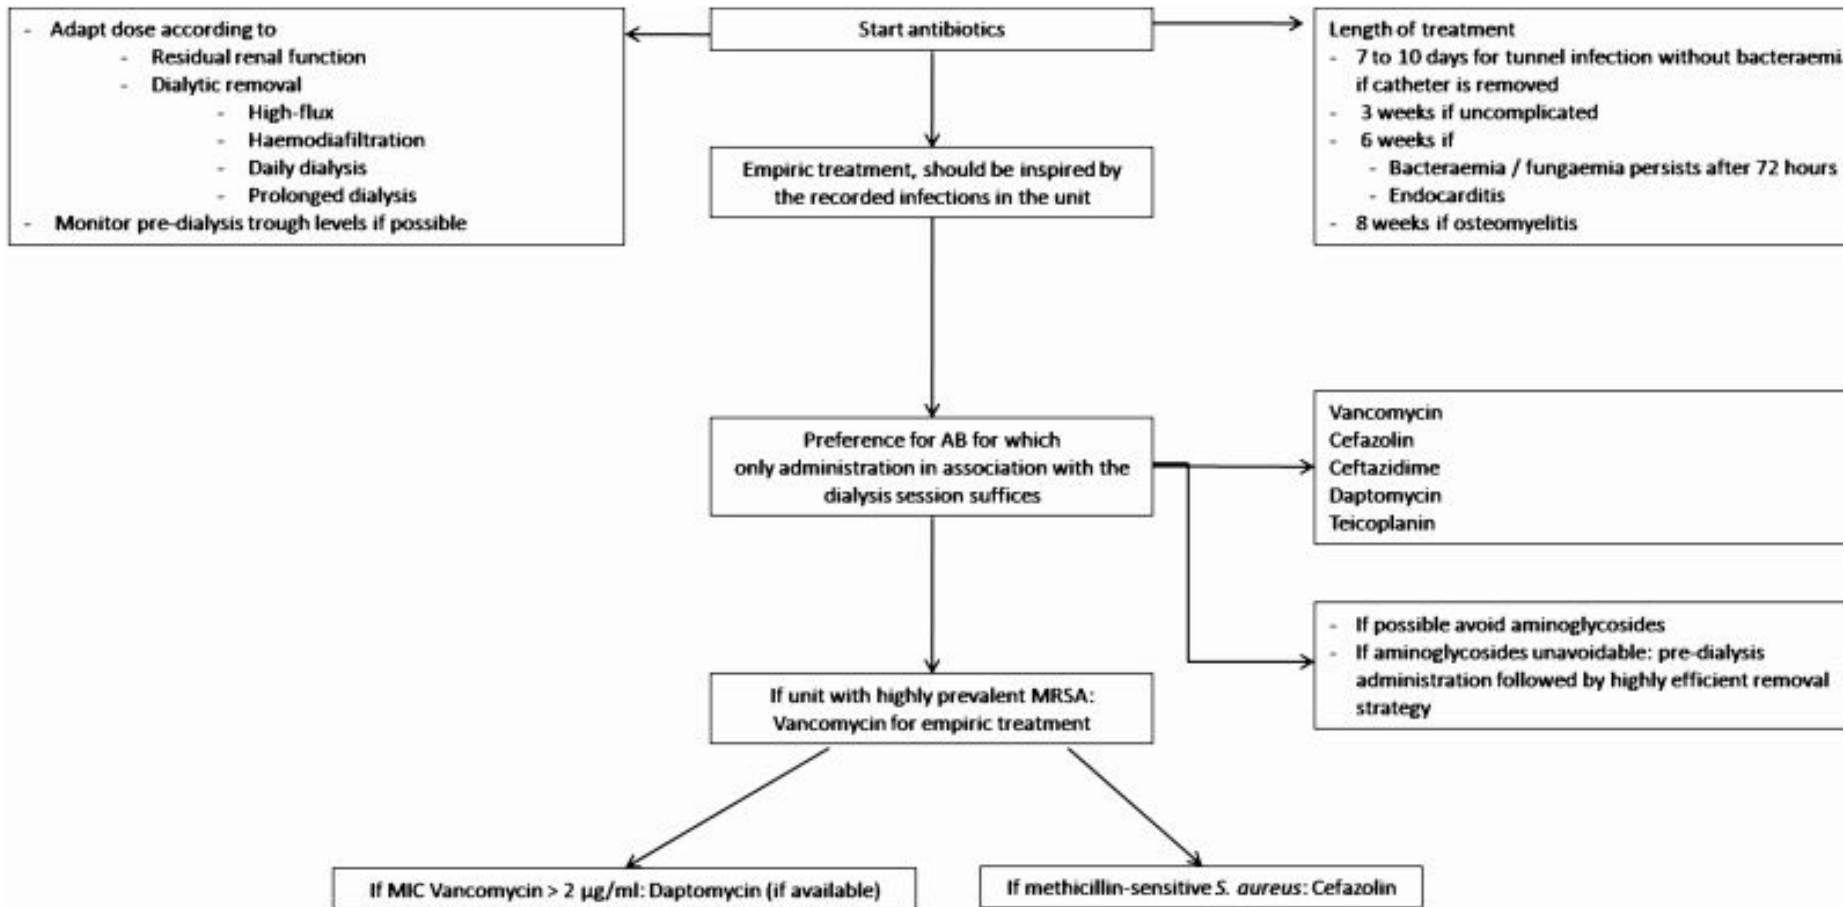 - Adapt dose according to
- Residual renal function
- Dialytic removal
- High-flux
- Haemodiafiltration
- Daily dialysis
- Prolonged dialysis
- Monitor pre-dialysis trough levels if possible
Start antibiotics
Length of treatment
- 7 to 10 days for tunnel infection without bacteraemi
if catheter is removed
- 3 weeks if uncomplicated
- 6 weeks if
- Bacteraemia / fungaemia persists after 72 hours
- Endocarditis
- 8 weeks if osteomyelitis
Empiric treatment, should be inspired by
the recorded infections in the unit
Preference for AB for which
only administration in association with the
dialysis session suffices
Vancomycin
Cefazolin
Ceftazidime
Daptomycin
Teicoplanin
- If possible avoid aminoglycosides
- If aminoglycosides unavoidable: pre-dialysis
administration followed by highly efficient removal
strategy
If unit with highly prevalent MRSA:
Vancomycin for empiric treatment
If MIC Vancomycin > 2 µg/ml: Daptomycin (if available)
If methicillin-sensitive S. aureus: Cefazolin